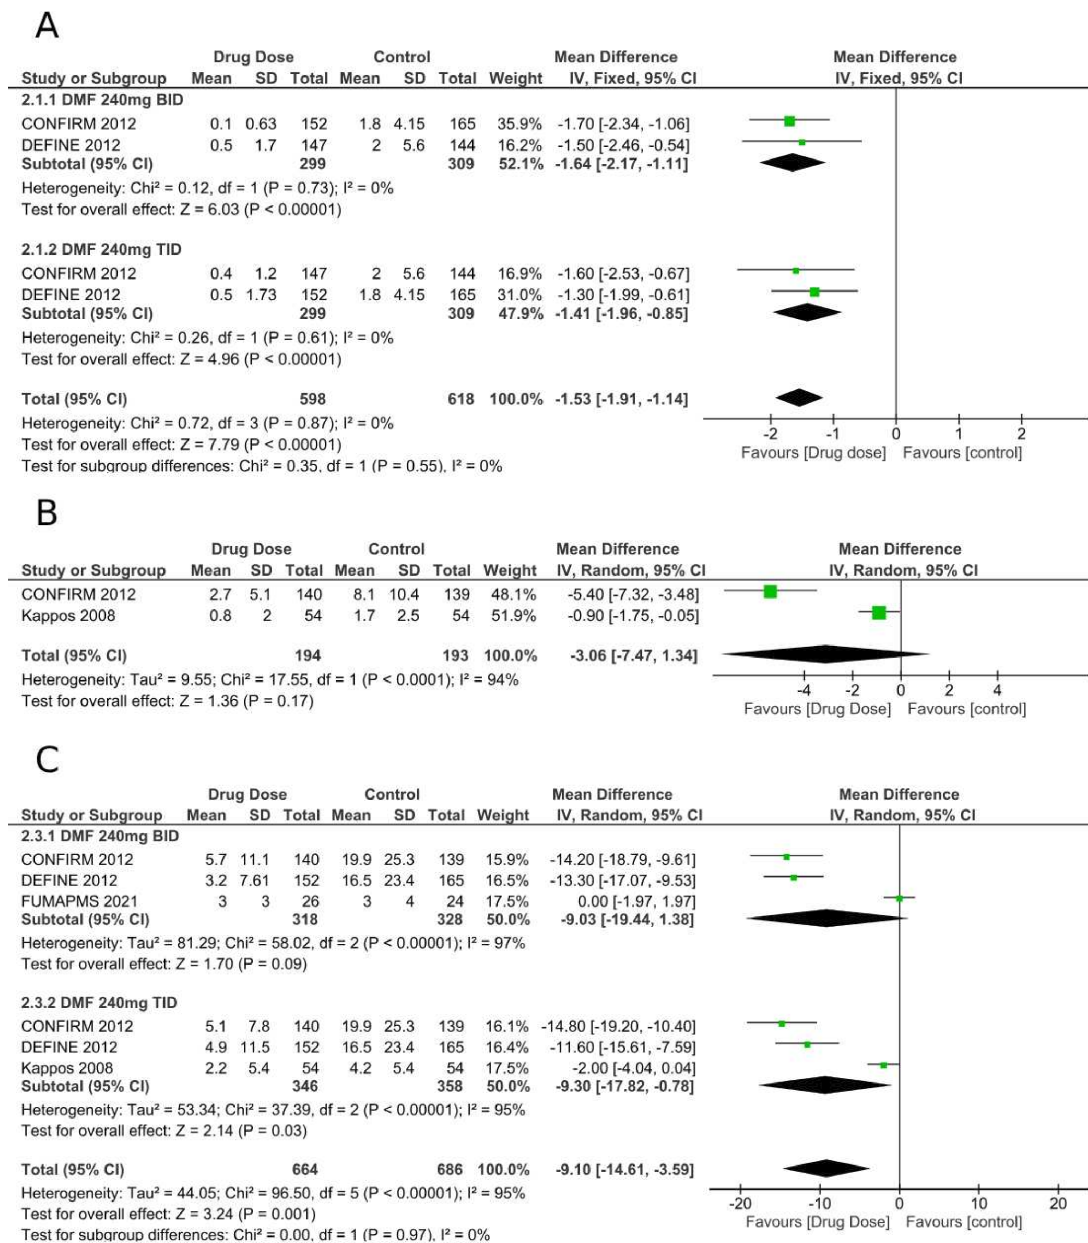 A
Drug Dose Control Mean Difference Mean Difference
Study or Subgroup Mean SD Total Mean SD Total Weight IV, Fixed, 95% CI IV, Fixed, 95% CI
2.1.1 DMF 240mg BID
CONFIRM 2012 0.1 0.63 152 1.8 4.15 165 35.9% -1.70 [-2.34, -1.06]
DEFINE 2012 0.5 1.7 147 2 5.6 144 16.2% -1.50 [-2.46, -0.54]
Subtotal (95% CI) 299 309 52.1% -1.64 [-2.17, -1.11]
Heterogeneity: Chi² = 0.12, df = 1 (P = 0.73); I² = 0%
Test for overall effect: Z = 6.03 (P < 0.00001)
2.1.2 DMF 240mg TID
CONFIRM 2012 0.4 1.2 147 2 5.6 144 16.9% -1.60 [-2.53, -0.67]
DEFINE 2012 0.5 1.73 152 1.8 4.15 165 31.0% -1.30 [-1.99, -0.61]
Subtotal (95% CI) 299 309 47.9% -1.41 [-1.96, -0.85]
Heterogeneity: Chi² = 0.26, df = 1 (P = 0.61); I² = 0%
Test for overall effect: Z = 4.96 (P < 0.00001)
Total (95% CI) 598 618 100.0% -1.53 [-1.91, -1.14]
Heterogeneity: Chi² = 0.72, df = 3 (P = 0.87); I² = 0%
Test for overall effect: Z = 7.79 (P < 0.00001)
Test for subgroup differences: Chi² = 0.35, df = 1 (P = 0.55), I² = 0%
-2 -1 0 1 2
Favours [Drug dose] Favours [control]
B
Drug Dose Control Mean Difference Mean Difference
Study or Subgroup Mean SD Total Mean SD Total Weight IV, Random, 95% CI IV, Random, 95% CI
CONFIRM 2012 2.7 5.1 140 8.1 10.4 139 48.1% -5.40 [-7.32, -3.48]
Kappos 2008 0.8 2 54 1.7 2.5 54 51.9% -0.90 [-1.75, -0.05]
Total (95% CI) 194 193 100.0% -3.06 [-7.47, 1.34]
Heterogeneity: Tau² = 9.55; Chi² = 17.55, df = 1 (P < 0.0001); I² = 94%
Test for overall effect: Z = 1.36 (P = 0.17)
-4 -2 0 2 4
Favours [Drug Dose] Favours [control]
C
Drug Dose Control Mean Difference Mean Difference
Study or Subgroup Mean SD Total Mean SD Total Weight IV, Random, 95% CI IV, Random, 95% CI
2.3.1 DMF 240mg BID
CONFIRM 2012 5.7 11.1 140 19.9 25.3 139 15.9% -14.20 [-18.79, -9.61]
DEFINE 2012 3.2 7.61 152 16.5 23.4 165 16.5% -13.30 [-17.07, -9.53]
FUMAPMS 2021 3 3 26 3 4 24 17.5% 0.00 [-1.97, 1.97]
Subtotal (95% CI) 318 328 50.0% -9.03 [-19.44, 1.38]
Heterogeneity: Tau² = 81.29; Chi² = 58.02, df = 2 (P < 0.00001); I² = 97%
Test for overall effect: Z = 1.70 (P = 0.09)
2.3.2 DMF 240mg TID
CONFIRM 2012 5.1 7.8 140 19.9 25.3 139 16.1% -14.80 [-19.20, -10.40]
DEFINE 2012 4.9 11.5 152 16.5 23.4 165 16.4% -11.60 [-15.61, -7.59]
Kappos 2008 2.2 5.4 54 4.2 5.4 54 17.5% -2.00 [-4.04, 0.04]
Subtotal (95% CI) 346 358 50.0% -9.30 [-17.82, -0.78]
Heterogeneity: Tau² = 53.34; Chi² = 37.39, df = 2 (P < 0.00001); I² = 95%
Test for overall effect: Z = 2.14 (P = 0.03)
Total (95% CI) 664 686 100.0% -9.10 [-14.61, -3.59]
Heterogeneity: Tau² = 44.05; Chi² = 96.50, df = 5 (P < 0.00001); I² = 95%
Test for overall effect: Z = 3.24 (P = 0.001)
Test for subgroup differences: Chi² = 0.00, df = 1 (P = 0.97), I² = 0%
-20 -10 0 10 20
Favours [Drug Dose] Favours [control]